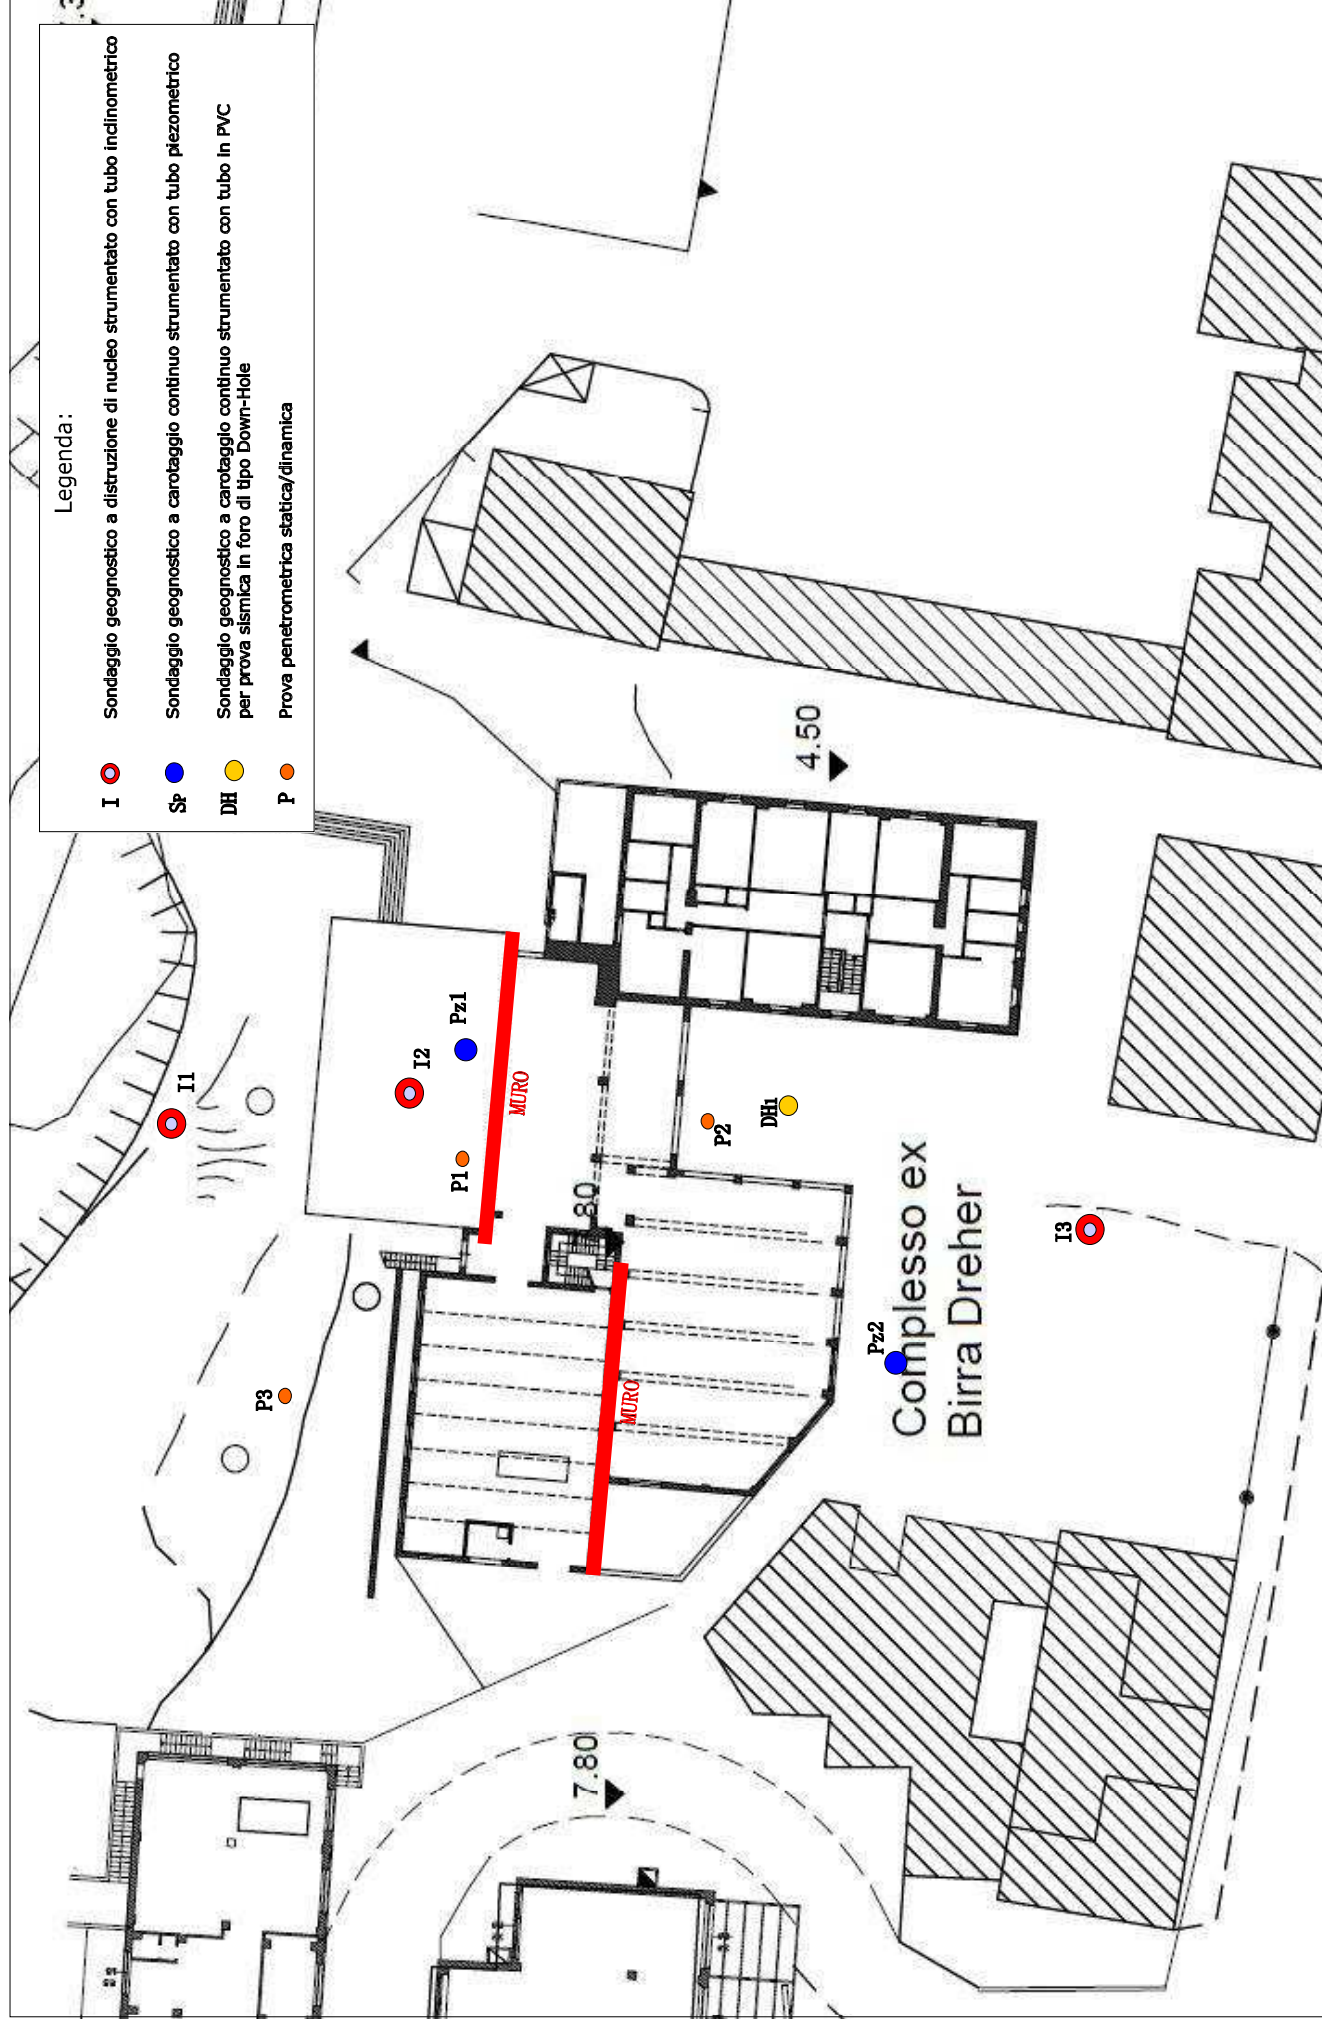 Legenda:
I Sondaggio geognostico a distruzione di nucleo strumentato con tubo inclinometrico
SP Sondaggio geognostico a carotaggio continuo strumentato con tubo piezometrico
DH Sondaggio geognostico a carotaggio continuo strumentato con tubo in PVC
per prova sismica in foro di tipo Down-Hole
P Prova penetrometrica statica/dinamica
I1
I2
Pz1
P1
MURO
P3
P2
DH1
4.50
.80
MURO
Pz2
Complesso ex
Birra Dreher
I3
7.80